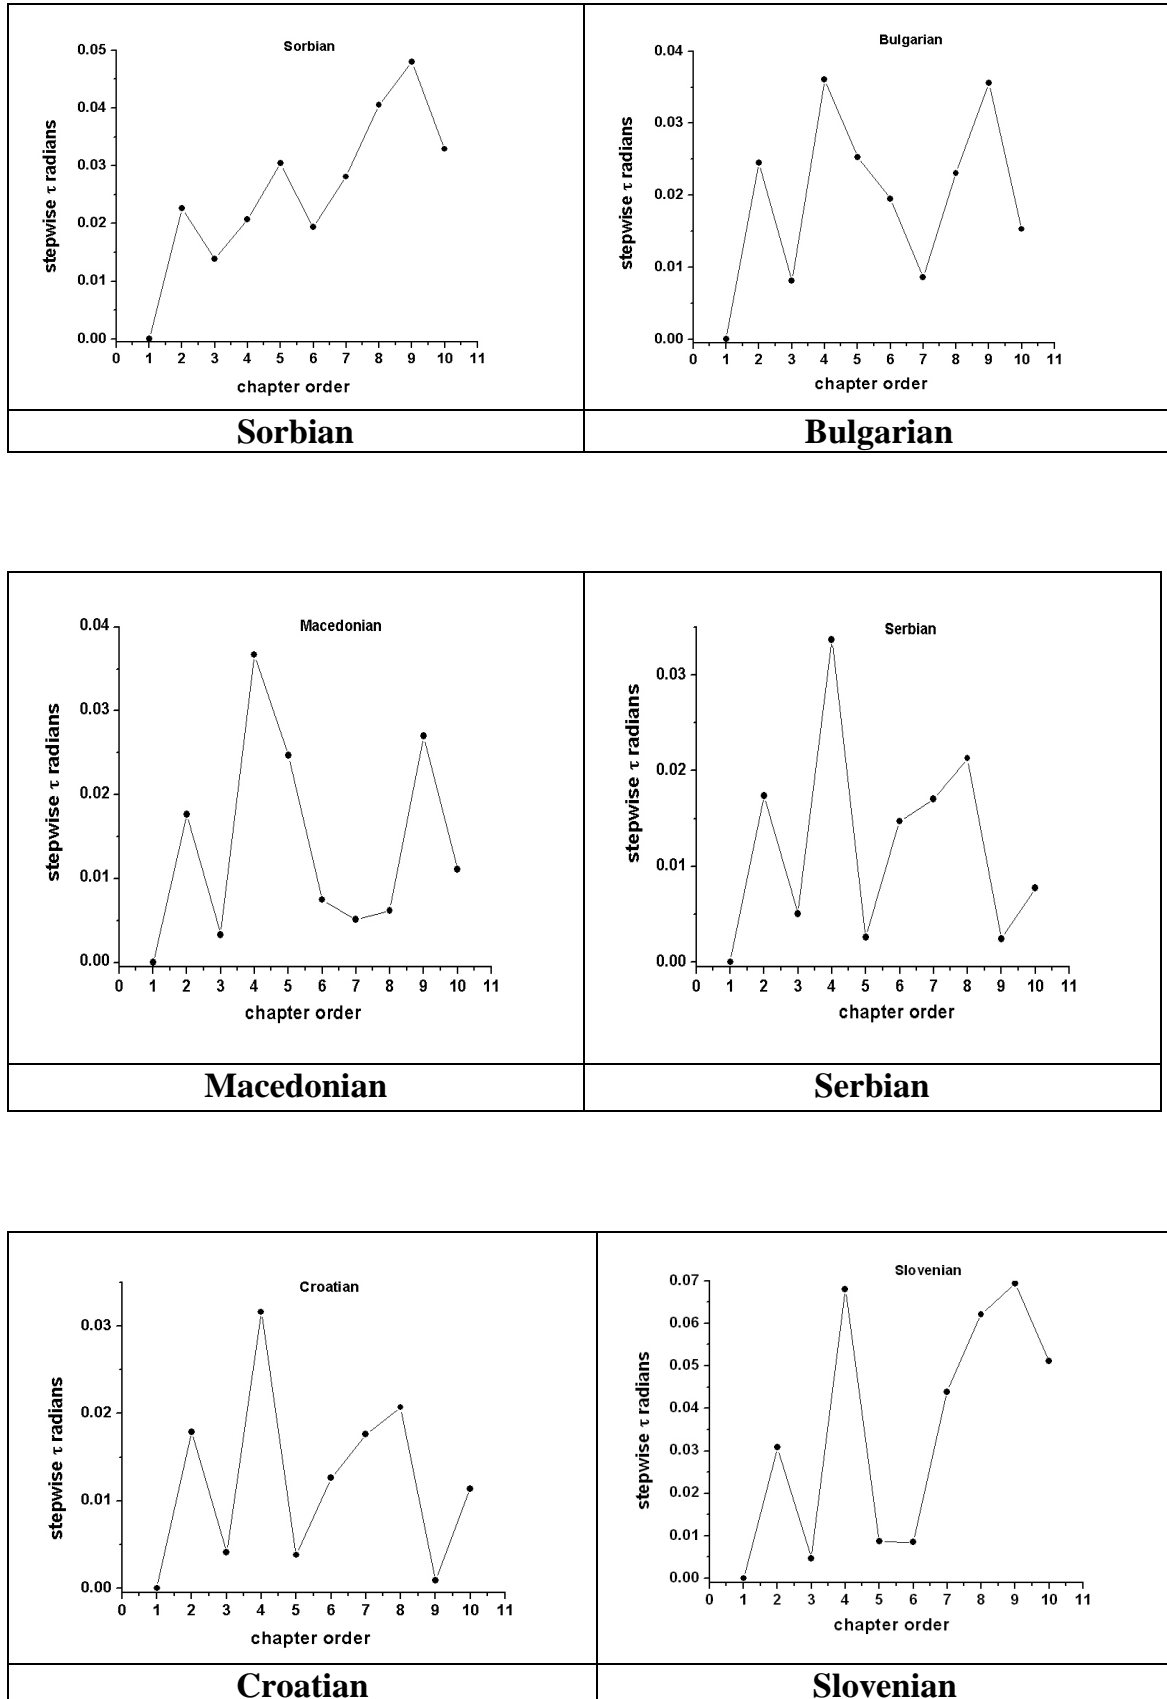 Sorbian
0.05
0.04
0.03
0.02
0.01
0.00
stepwise τ radians
0 1 2 3 4 5 6 7 8 9 10 11
chapter order
Sorbian
Bulgarian
0.04
0.03
0.02
0.01
0.00
stepwise τ radians
0 1 2 3 4 5 6 7 8 9 10 11
chapter order
Bulgarian
Macedonian
0.04
0.03
0.02
0.01
0.00
stepwise τ radians
0 1 2 3 4 5 6 7 8 9 10 11
chapter order
Macedonian
Serbian
0.03
0.02
0.01
0.00
stepwise τ radians
0 1 2 3 4 5 6 7 8 9 10 11
chapter order
Serbian
Croatian
0.03
0.02
0.01
0.00
stepwise τ radians
0 1 2 3 4 5 6 7 8 9 10 11
chapter order
Croatian
Slovenian
0.07
0.06
0.05
0.04
0.03
0.02
0.01
0.00
stepwise τ radians
0 1 2 3 4 5 6 7 8 9 10 11
chapter order
Slovenian